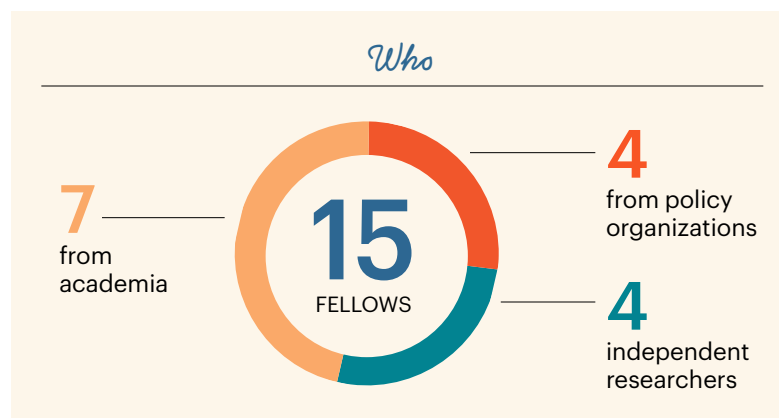 Who
7
from
academia
15
FELLOWS
4
from policy
organizations
4
independent
researchers